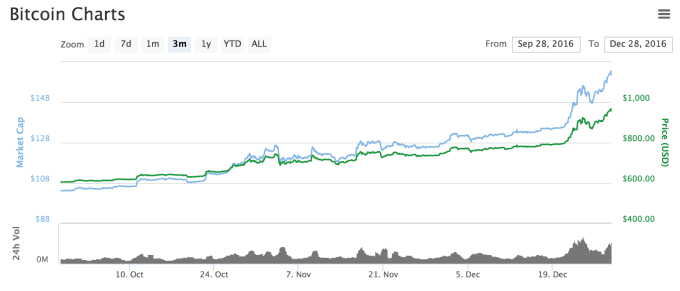 Bitcoin Charts
Zoom 1d 7d 1m 3m 1y YTD ALL From Sep 28, 2016 To Dec 28, 2016
Market Cap
$14B
$12B
$10B
$8B
$1,000
$800.00
$600.00
$400.00
Price (USD)
24h Vol
0M
10. Oct 24. Oct 7. Nov 21. Nov 5. Dec 19. Dec